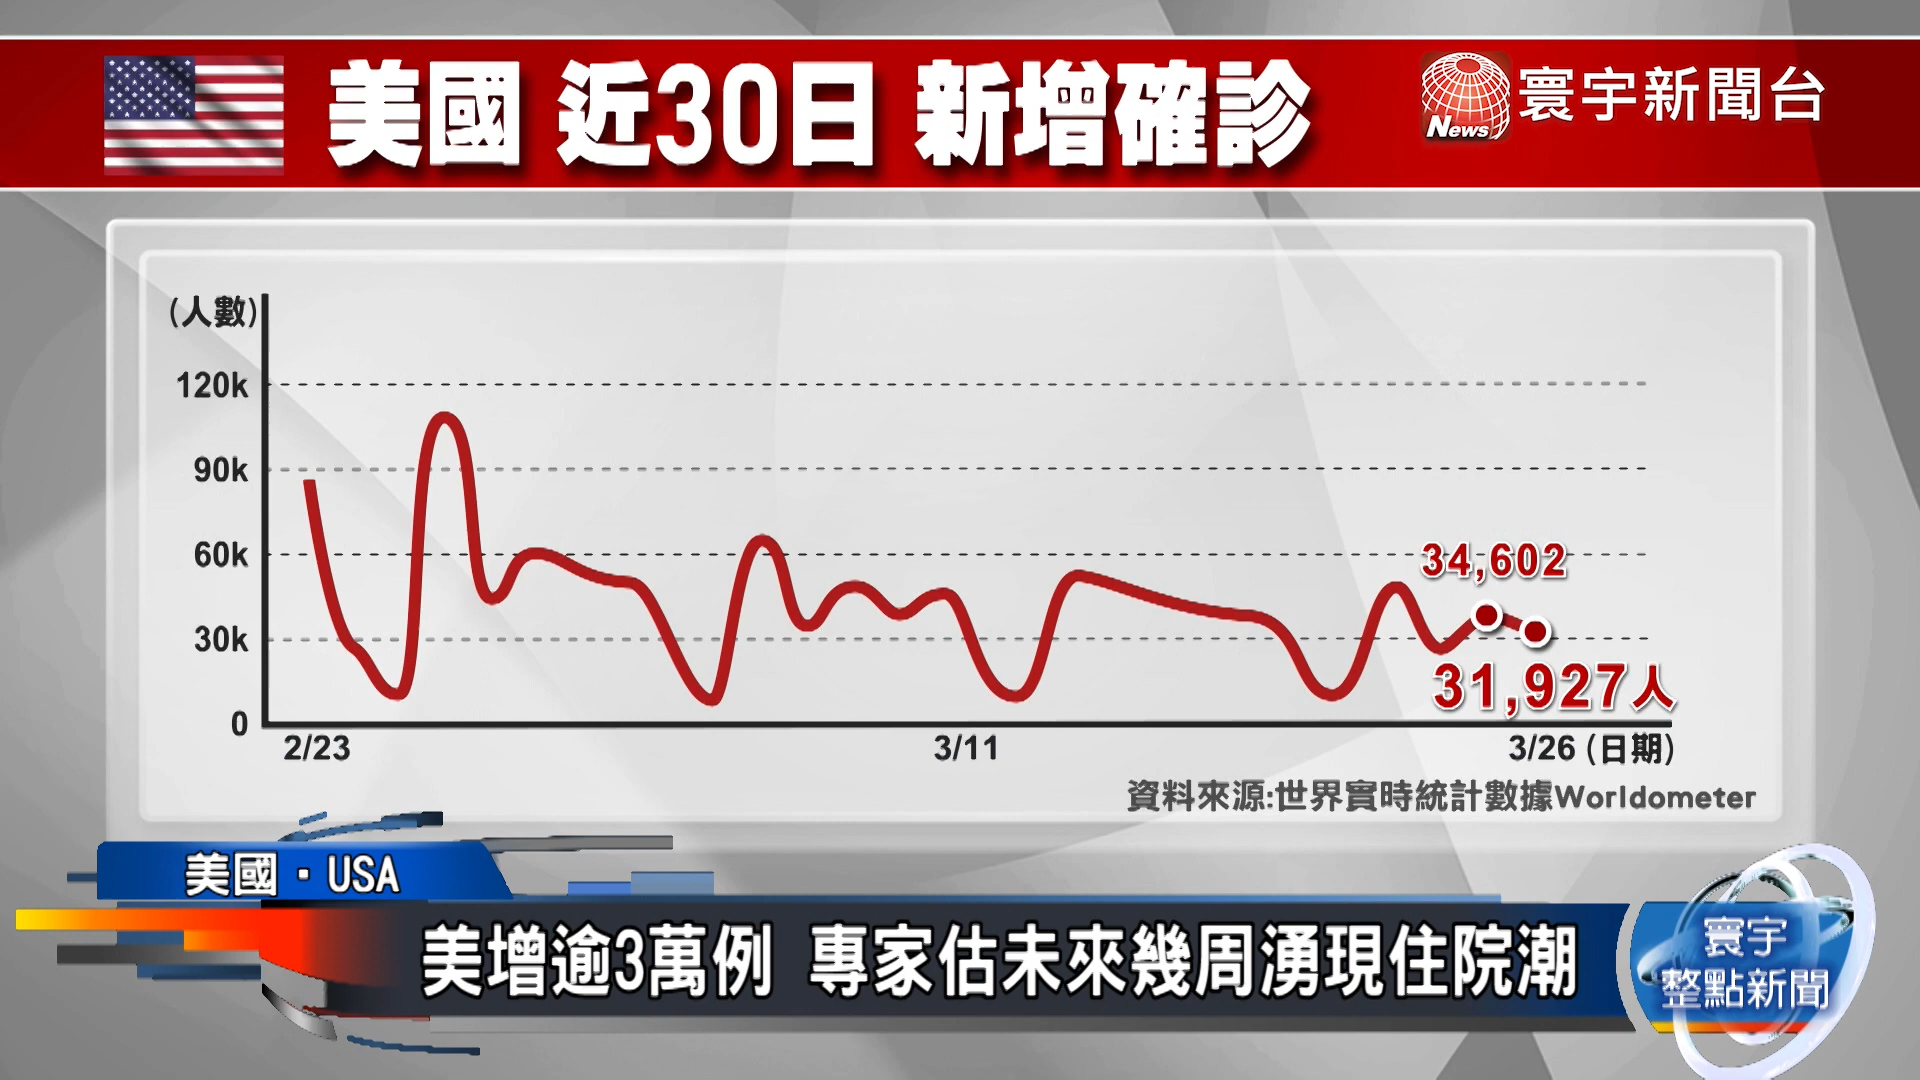 美國 近30日 新增確診
News 寰宇新聞台
(人數)
120k
90k
60k
30k
0
34,602
31,927人
2/23 3/11 3/26 (日期)
資料來源:世界實時統計數據Worldometer
美國·USA
美增逾3萬例 專家估未來幾周湧現住院潮
寰宇
整點新聞